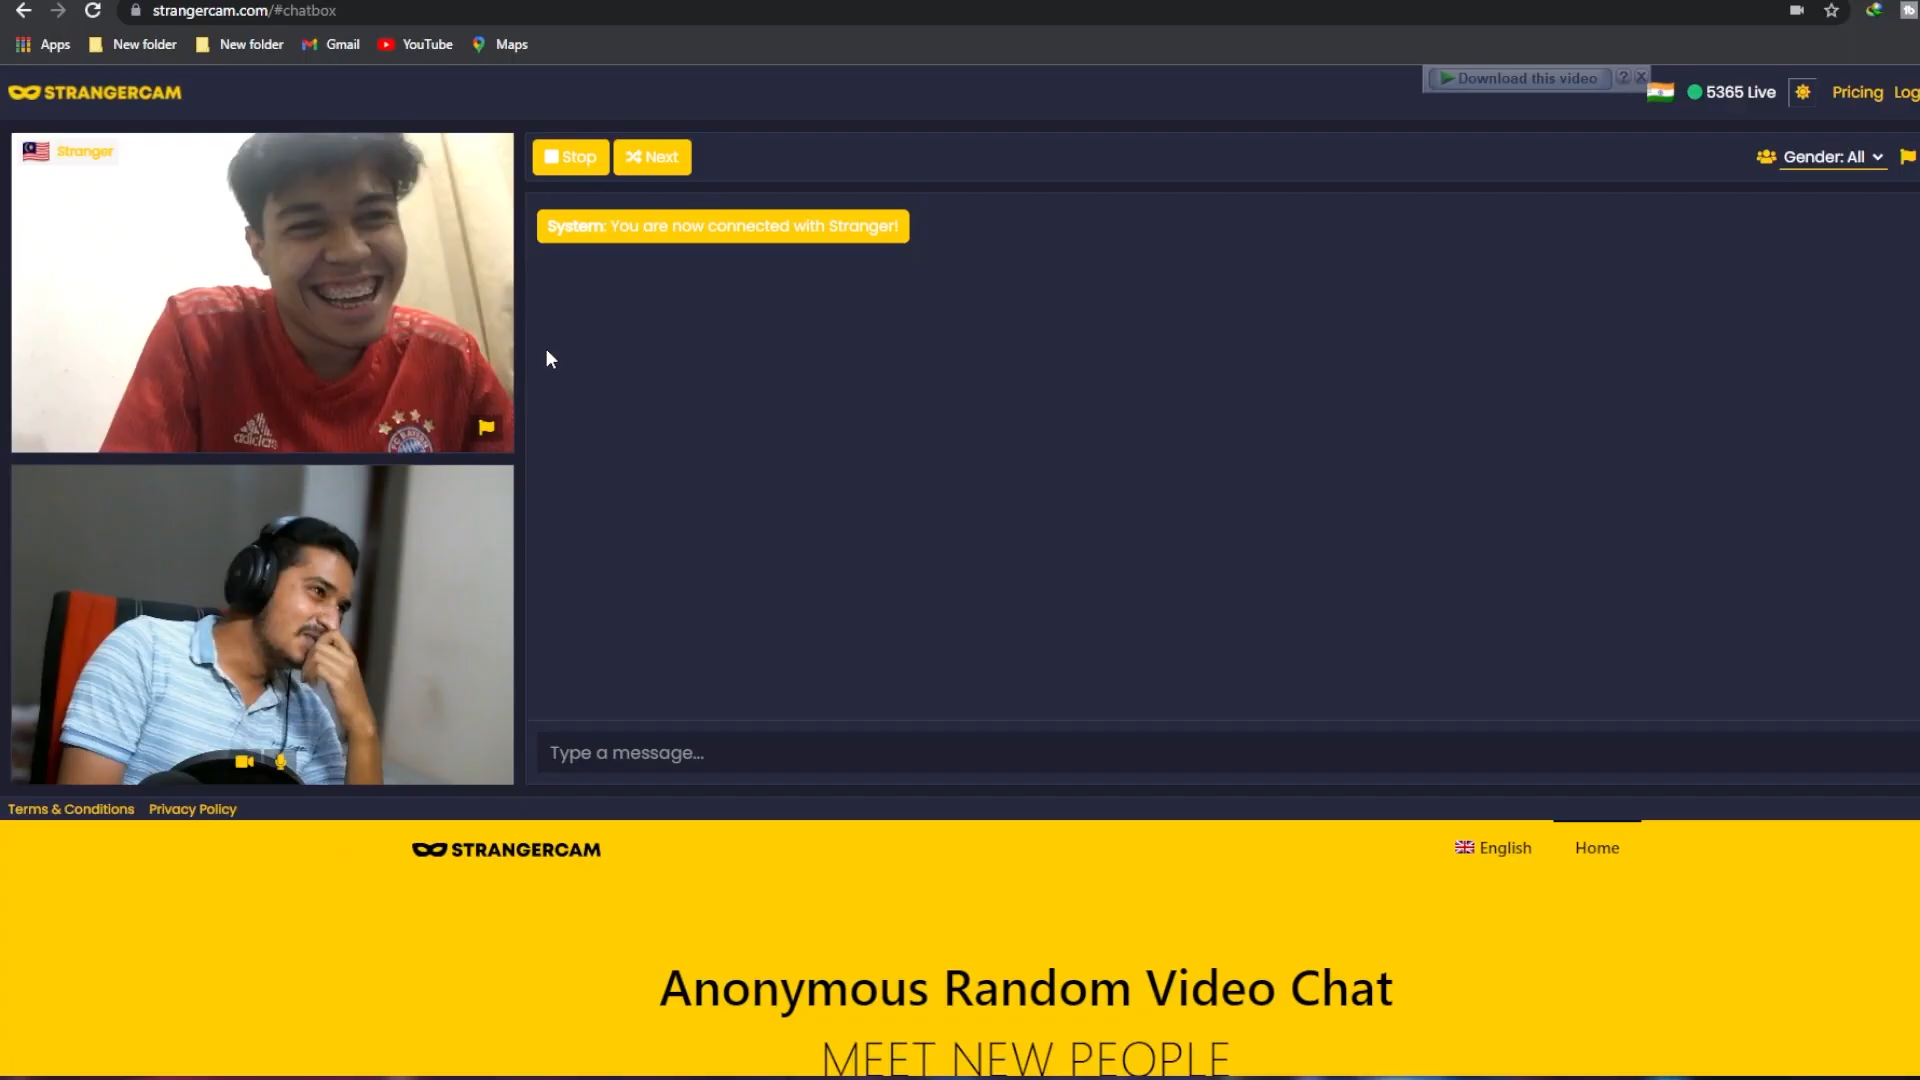 strangercam.com/#chatbox
Apps
New folder
New folder
Gmail
YouTube
Maps
STRANGERCAM
Download this video
?
X
5365 Live
Pricing
Log
Stranger
Stop
Next
Gender: All
System: You are now connected with Stranger!
adidas
FC BAYERN
Type a message...
Terms & Conditions
Privacy Policy
STRANGERCAM
English
Home
Anonymous Random Video Chat
MEET NEW PEOPLE